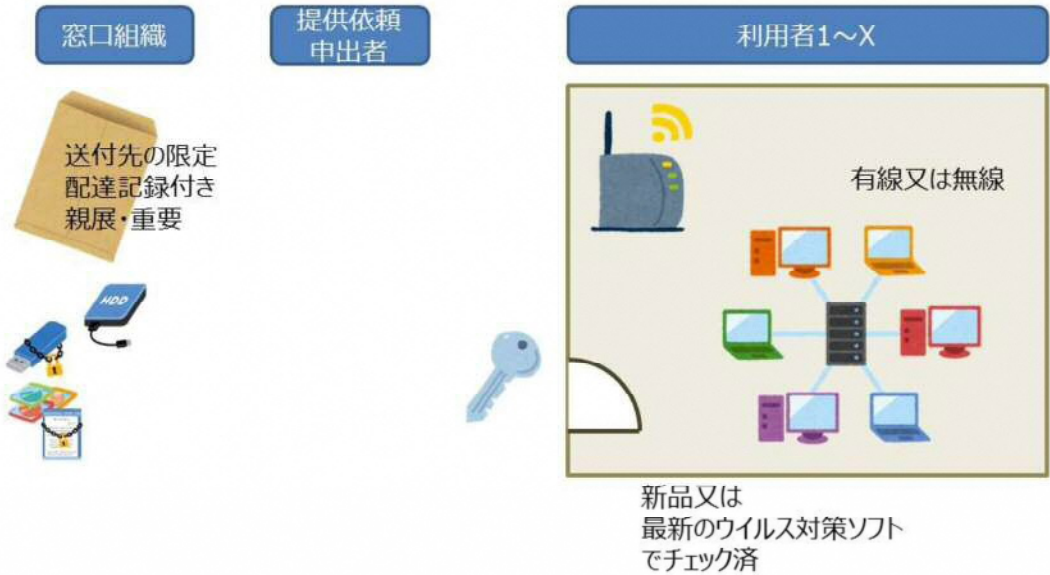 窓口組織
提供依頼
申出者
利用者1～X
送付先の限定
配達記録付き
親展・重要
有線又は無線
HDD
新品又は
最新のウイルス対策ソフト
でチェック済